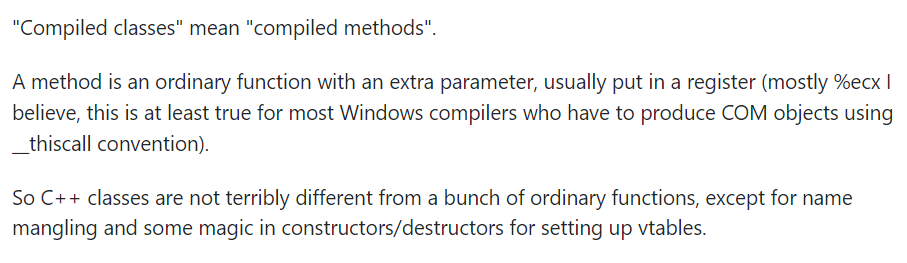 "Compiled classes" mean "compiled methods".
A method is an ordinary function with an extra parameter, usually put in a register (mostly %ecx I
believe, this is at least true for most Windows compilers who have to produce COM objects using
__thiscall convention).
So C++ classes are not terribly different from a bunch of ordinary functions, except for name
mangling and some magic in constructors/destructors for setting up vtables.